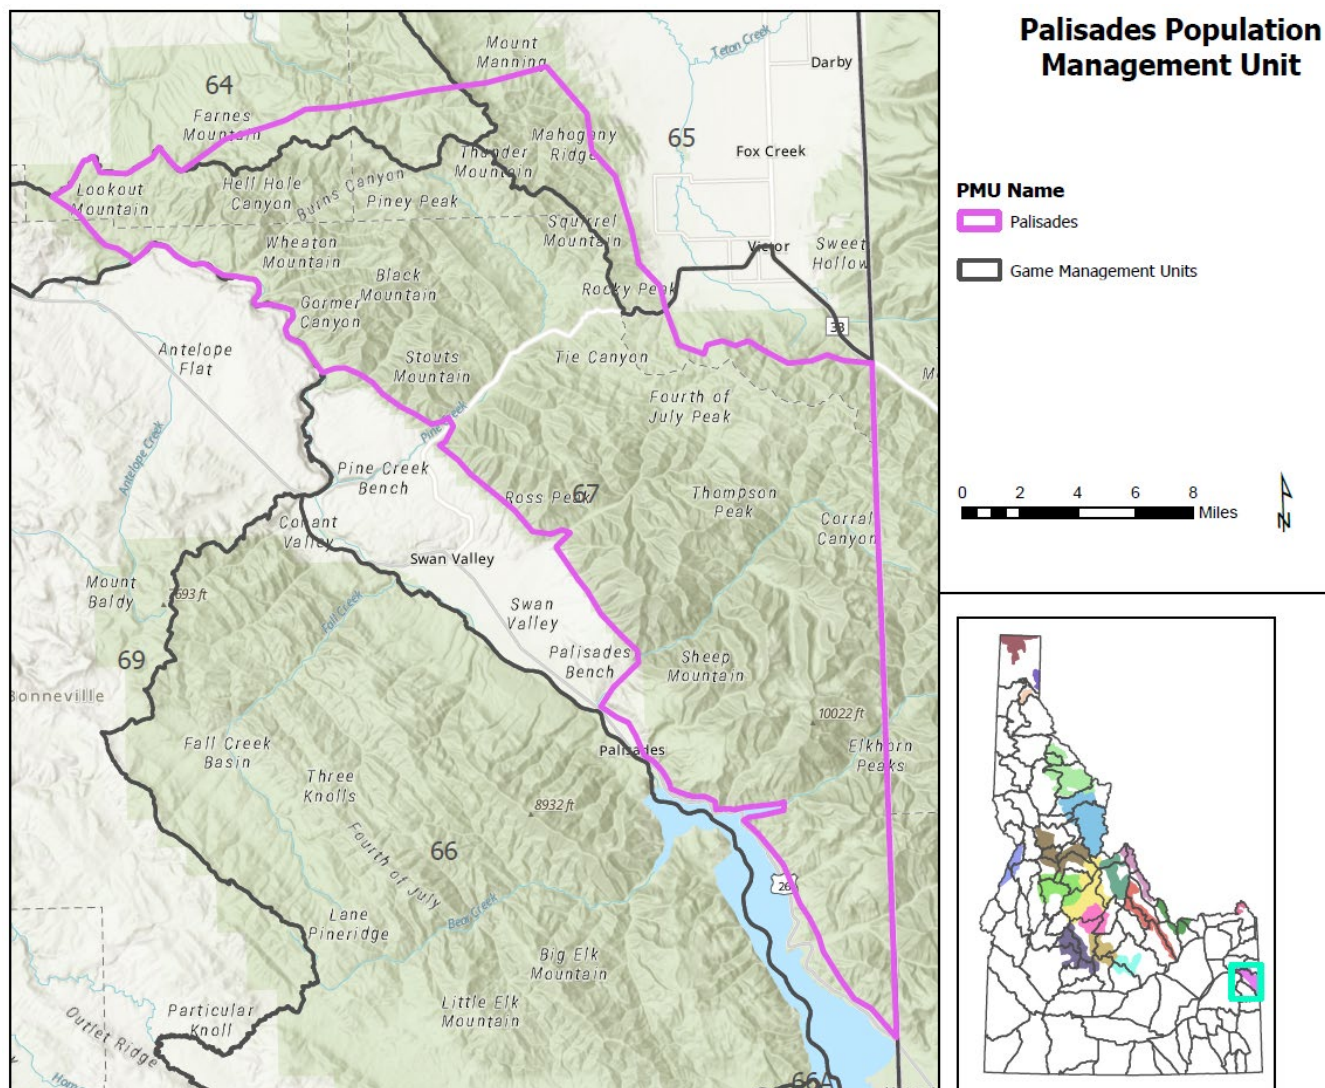 Palisades Population
Management Unit
PMU Name
Palisades
Game Management Units
0 2 4 6 8
Miles
N
Mount
Manning
Teton Creek
Darby
64
Farnes
Mountain
65
Mahogany
Ridge
Fox Creek
Thunder
Mountain
Lookout
Mountain
Hell Hole
Canyon
Burns Canyon
Piney Peak
Squirrel
Mountain
Victor
Sweet
Hollow
Wheaton
Mountain
Black
Mountain
Rocky Peak
Gormer
Canyon
33
Antelope
Flat
Stouts
Mountain
Tie Canyon
Fourth of
July Peak
Pine Creek
Antelope Creek
Pine Creek
Bench
Ross Peak
67
Thompson
Peak
Corral
Canyon
Conant
Valley
Swan Valley
Mount
Baldy
7693 ft
Fall Creek
Swan
Valley
Palisades
Bench
Sheep
Mountain
69
Bonneville
10022 ft
Fall Creek
Basin
Palisades
Elkhorn
Peaks
Three
Knolls
8932 ft
Fourth of July
66
26
Lane
Pineridge
Bear Creek
Big Elk
Mountain
Little Elk
Mountain
Particular
Knoll
Outlet Ridge
66A